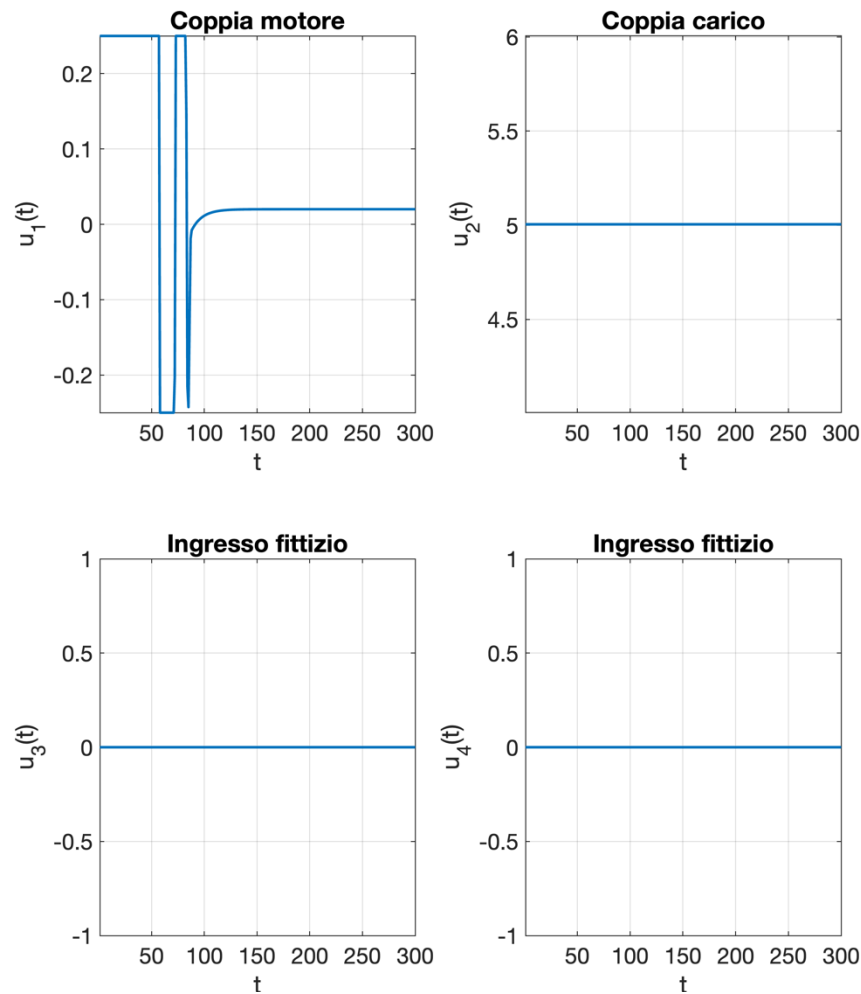 Coppia motore
0.2
0.1
0
-0.1
-0.2
u1(t)
50 100 150 200 250 300
t
Coppia carico
6
5.5
5
4.5
u2(t)
50 100 150 200 250 300
t
Ingresso fittizio
1
0.5
0
-0.5
-1
u3(t)
50 100 150 200 250 300
t
Ingresso fittizio
1
0.5
0
-0.5
-1
u4(t)
50 100 150 200 250 300
t